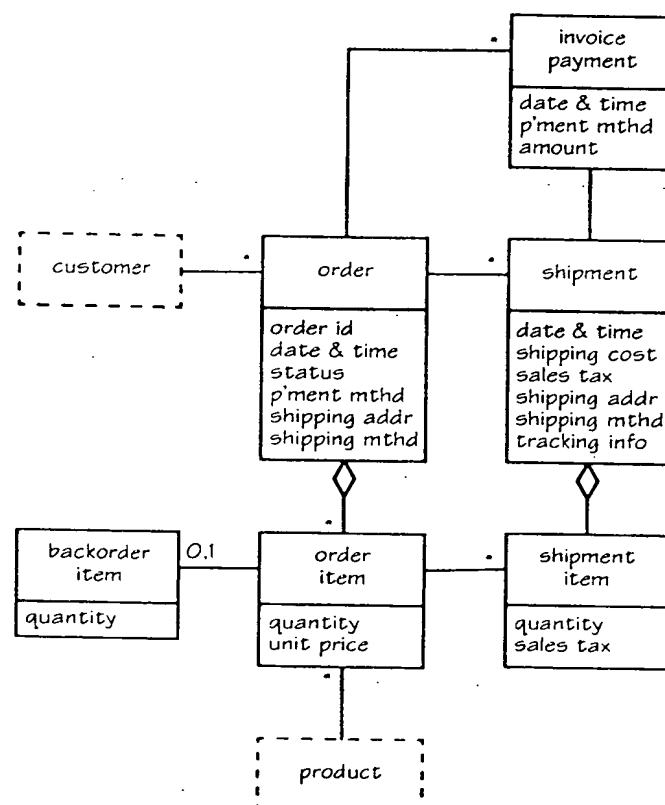 invoice
payment
date & time
p'ment mthd
amount
customer
order
order id
date & time
status
p'ment mthd
shipping addr
shipping mthd
shipment
date & time
shipping cost
sales tax
shipping addr
shipping mthd
tracking info
backorder
item
quantity
0,1
order
item
quantity
unit price
shipment
item
quantity
sales tax
product